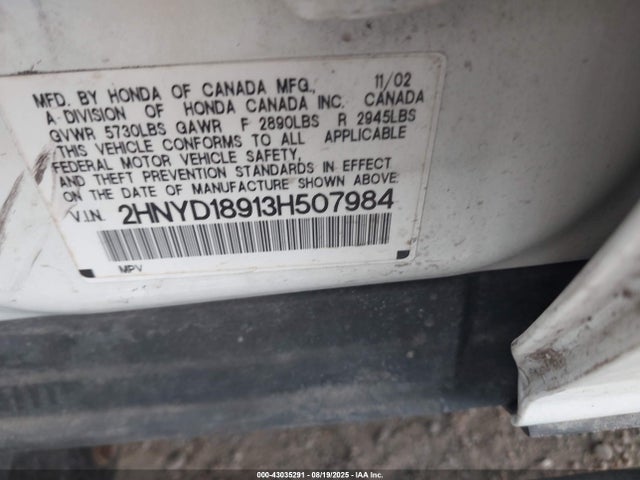 MFD. BY HONDA OF CANADA MFG., 11/02
A DIVISION OF HONDA CANADA INC. CANADA
GVWR 5730LBS GAWR F 2890LBS R 2945LBS
THIS VEHICLE CONFORMS TO ALL APPLICABLE
FEDERAL MOTOR VEHICLE SAFETY,
AND THEFT PREVENTION STANDARDS IN EFFECT
ON THE DATE OF MANUFACTURE SHOWN ABOVE.
V.I.N. 2HNYD18913H507984
MPV
000-43035291 - 08/19/2025 - IAA Inc.